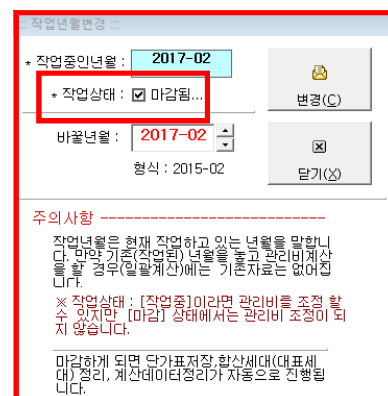 :: 작업년월변경 :::
* 작업중인년월 : 2017-02
* 작업상태 : 마감됨...
변경(C)
바꿀년월 : 2017-02
형식 : 2015-02
닫기(X)
주의사항 ----------------------------
작업년월은 현재 작업하고 있는 년월을 말합니
다. 만약 기존(작업된) 년월을 놓고 관리비계산
을 할 경우(일괄계산)에는 기존자료는 없어집
니다.
※ 작업상태 : [작업중]이라면 관리비를 조정 할
수 있지만 [마감] 상태에서는 관리비 조정이 되
지 않습니다.
마감하게 되면 단가표저장,합산세대(대표세
대) 정리, 계산데이터정리가 자동으로 진행됩
니다.